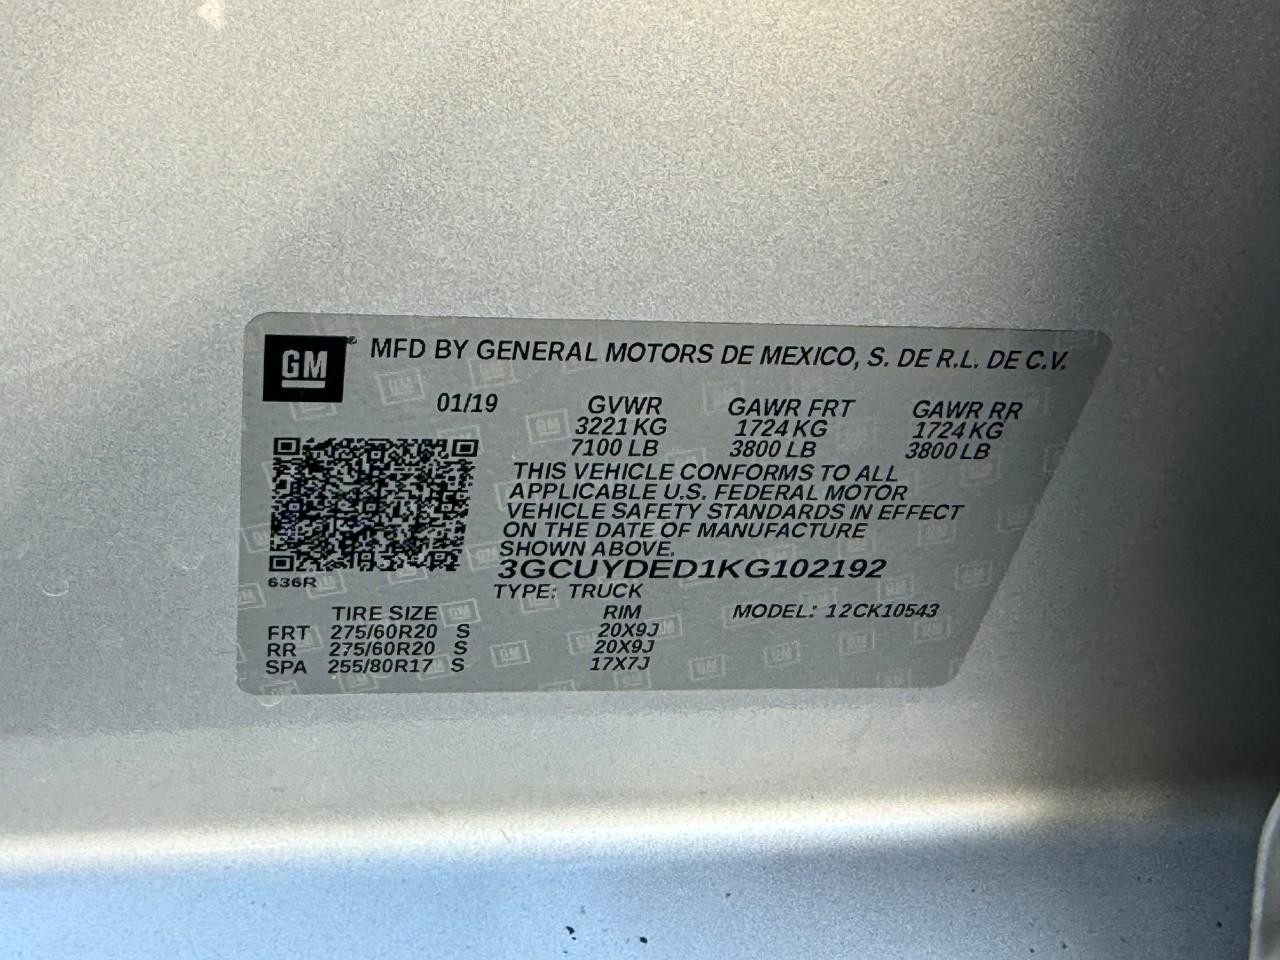 GM
MFD BY GENERAL MOTORS DE MEXICO, S. DE R.L. DE C.V.
01/19 GVWR GAWR FRT GAWR RR
3221 KG 1724 KG 1724 KG
7100 LB 3800 LB 3800 LB
THIS VEHICLE CONFORMS TO ALL
APPLICABLE U.S. FEDERAL MOTOR
VEHICLE SAFETY STANDARDS IN EFFECT
ON THE DATE OF MANUFACTURE
SHOWN ABOVE.
3GCUYDED1KG102192
636R
TYPE: TRUCK
TIRE SIZE RIM MODEL: 12CK10543
FRT 275/60R20 S 20X9J
RR 275/60R20 S 20X9J
SPA 255/80R17 S 17X7J